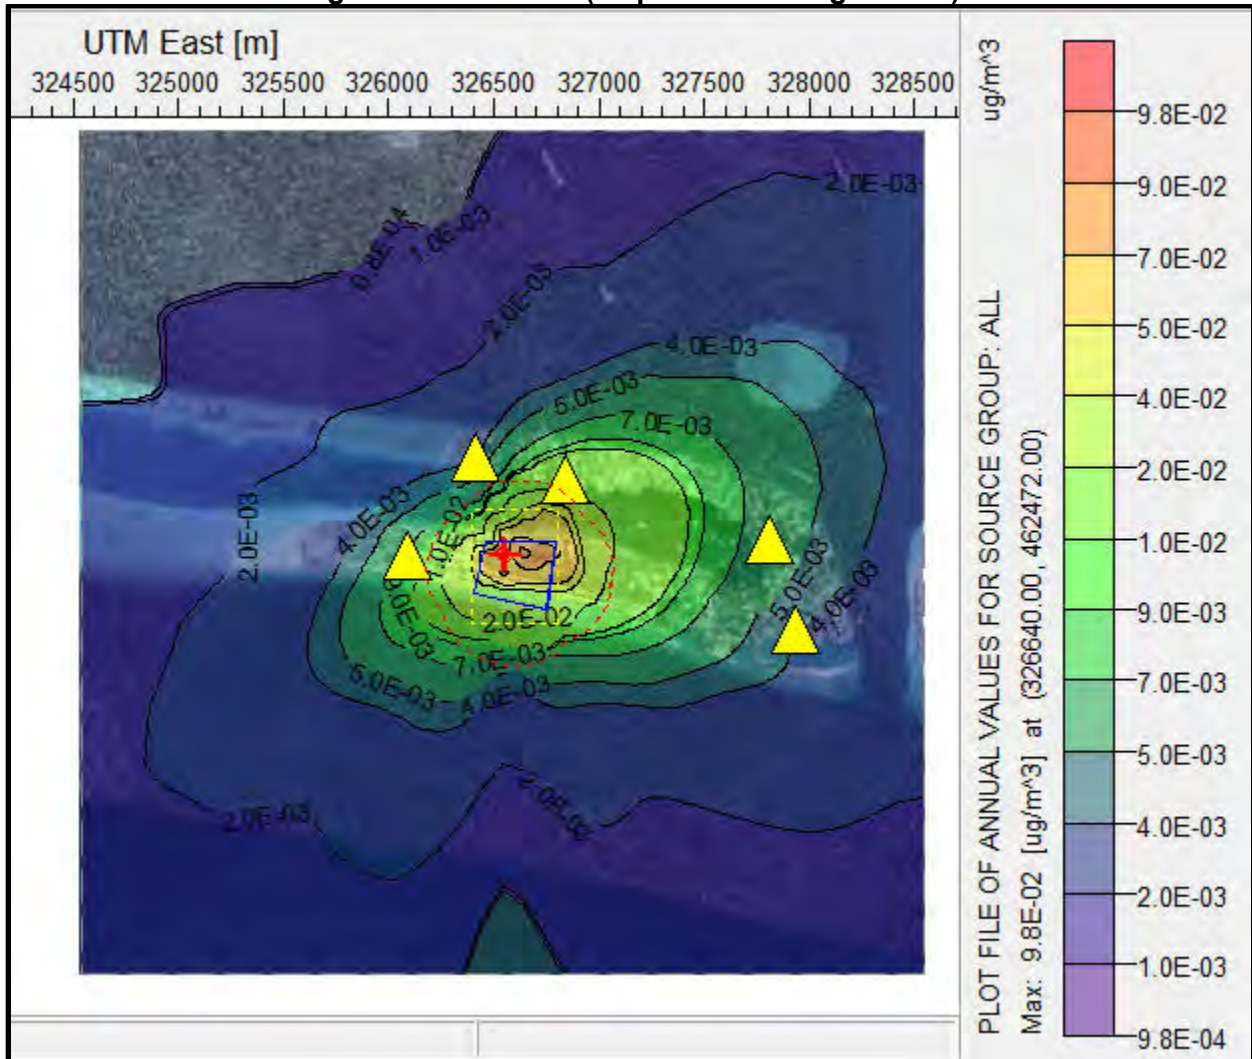 UTM East [m]
324500 325000 325500 326000 326500 327000 327500 328000 328500
2.0E-03
9.8E-04
1.0E-03
2.0E-03
4.0E-03
5.0E-03
7.0E-03
2.0E-03
4.0E-03
1.0E-02
5.0E-03
4.0E-03
2.0E-02
7.0E-03
5.0E-03
4.0E-03
2.0E-03
2.0E-03
PLOT FILE OF ANNUAL VALUES FOR SOURCE GROUP: ALL ug/m^3
Max: 9.8E-02 [ug/m^3] at (326640.00, 462472.00)
9.8E-02
9.0E-02
7.0E-02
5.0E-02
4.0E-02
2.0E-02
1.0E-02
9.0E-03
7.0E-03
5.0E-03
4.0E-03
2.0E-03
1.0E-03
9.8E-04